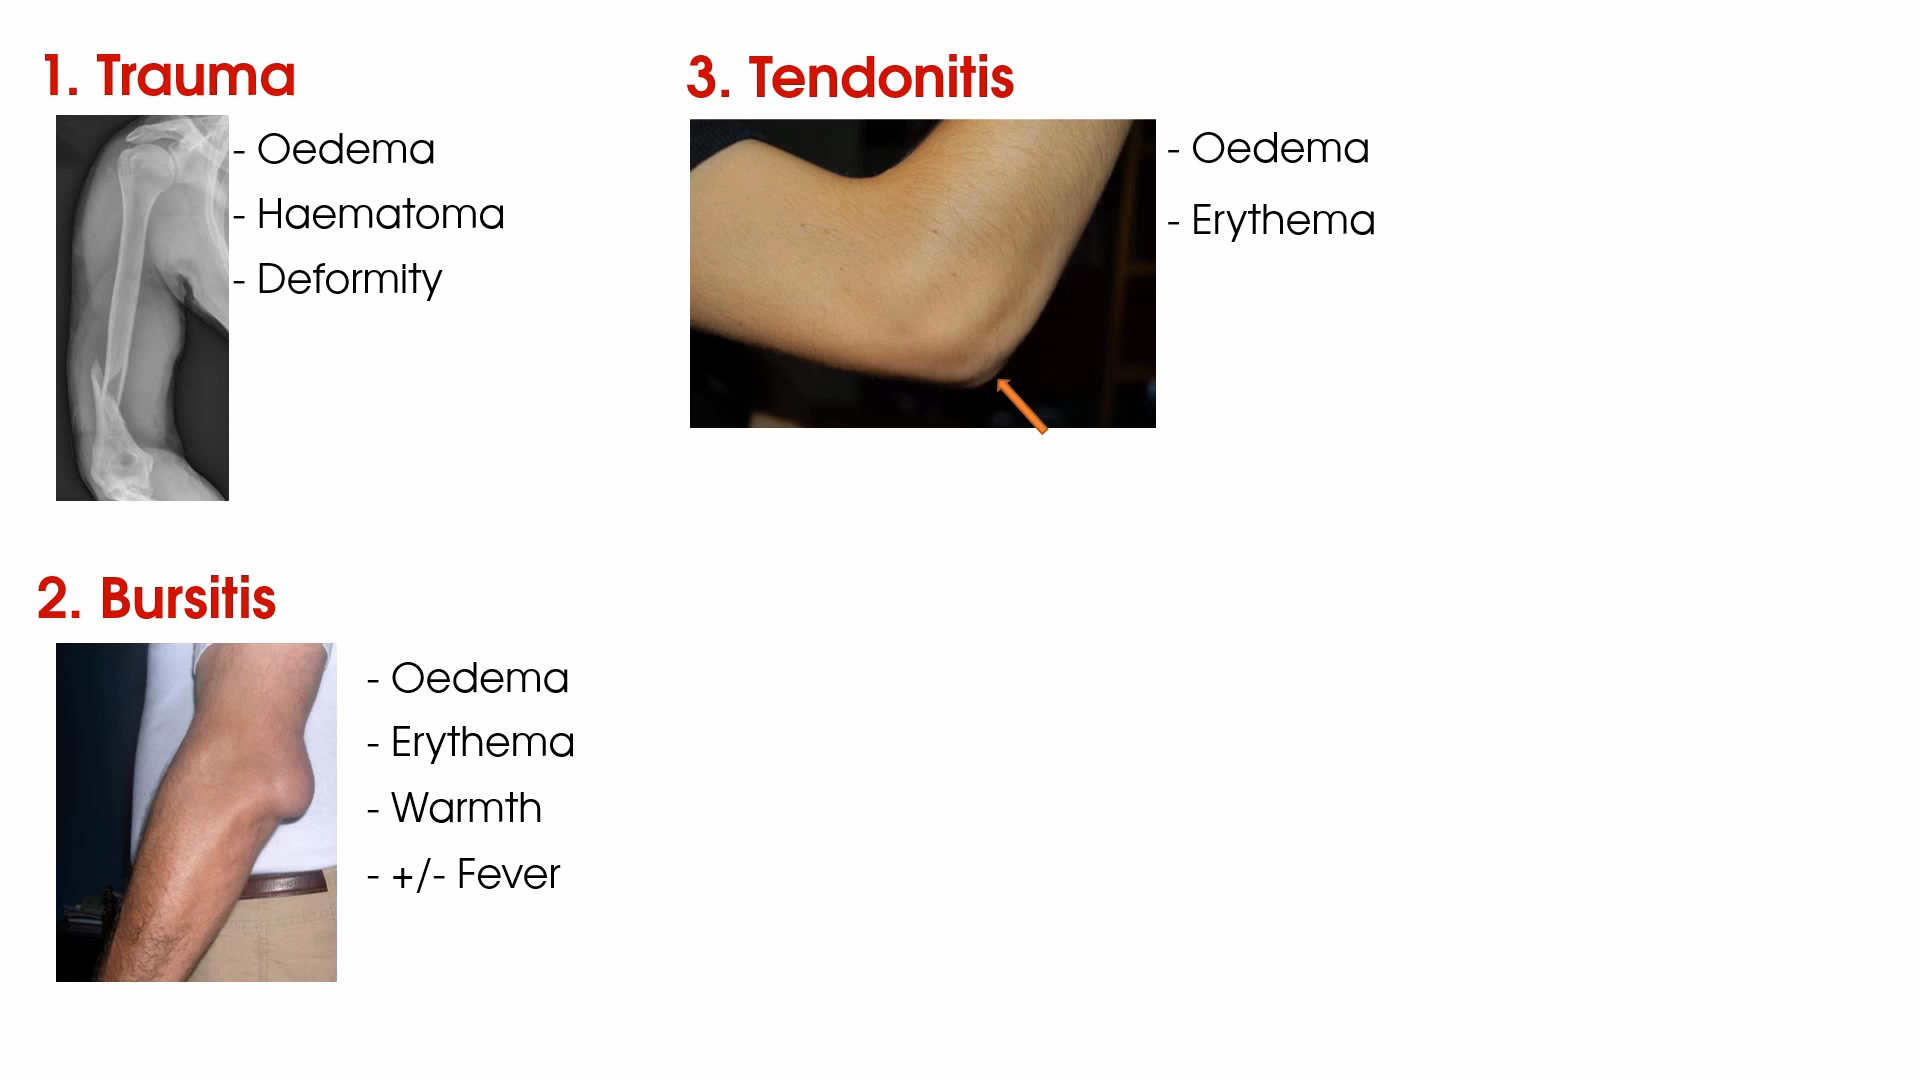 1. Trauma
- Oedema
- Haematoma
- Deformity
2. Bursitis
- Oedema
- Erythema
- Warmth
- +/- Fever
3. Tendonitis
- Oedema
- Erythema